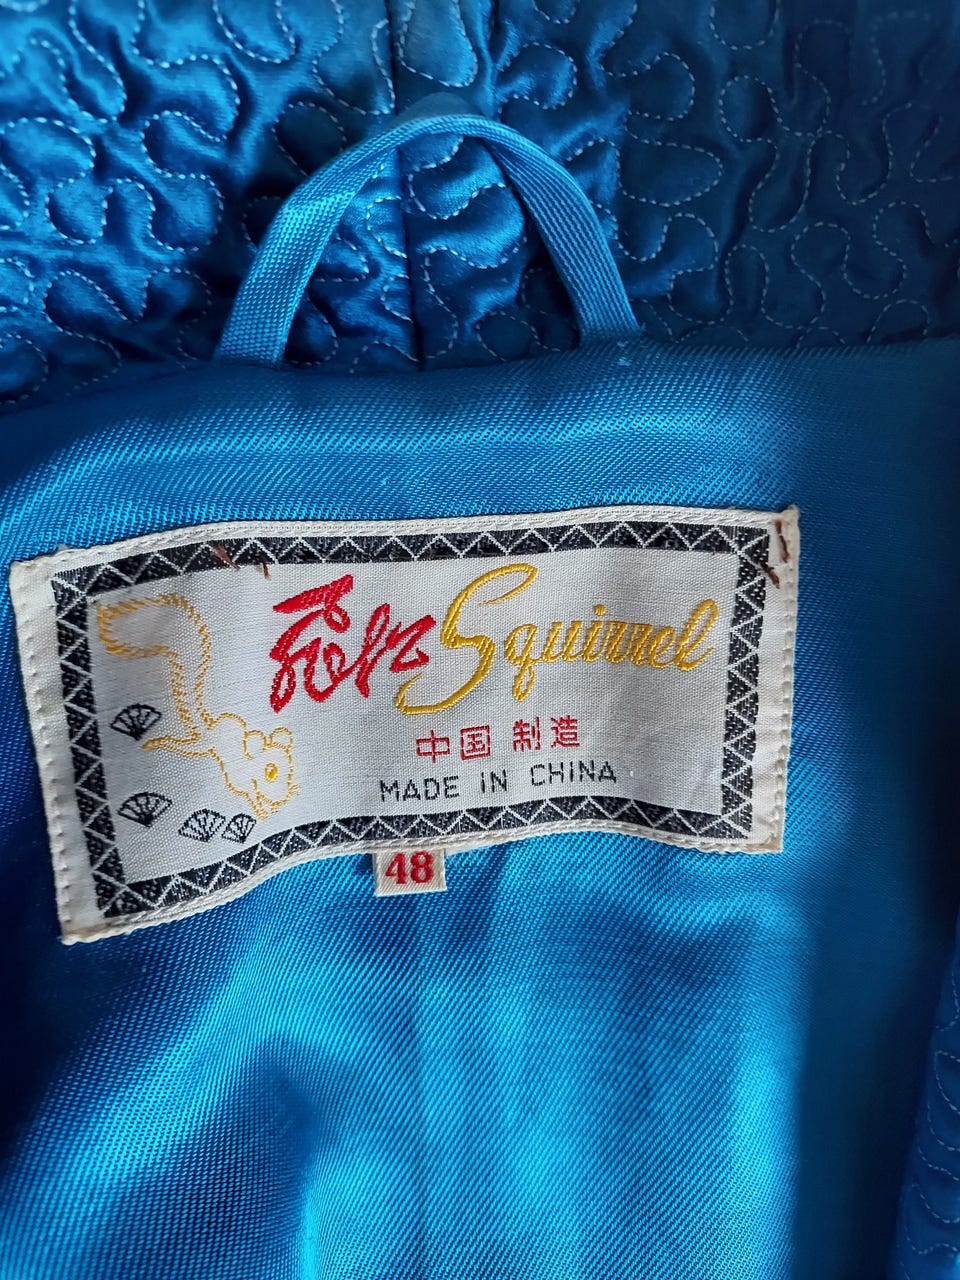 Squirrel
中国 制造
MADE IN CHINA
48